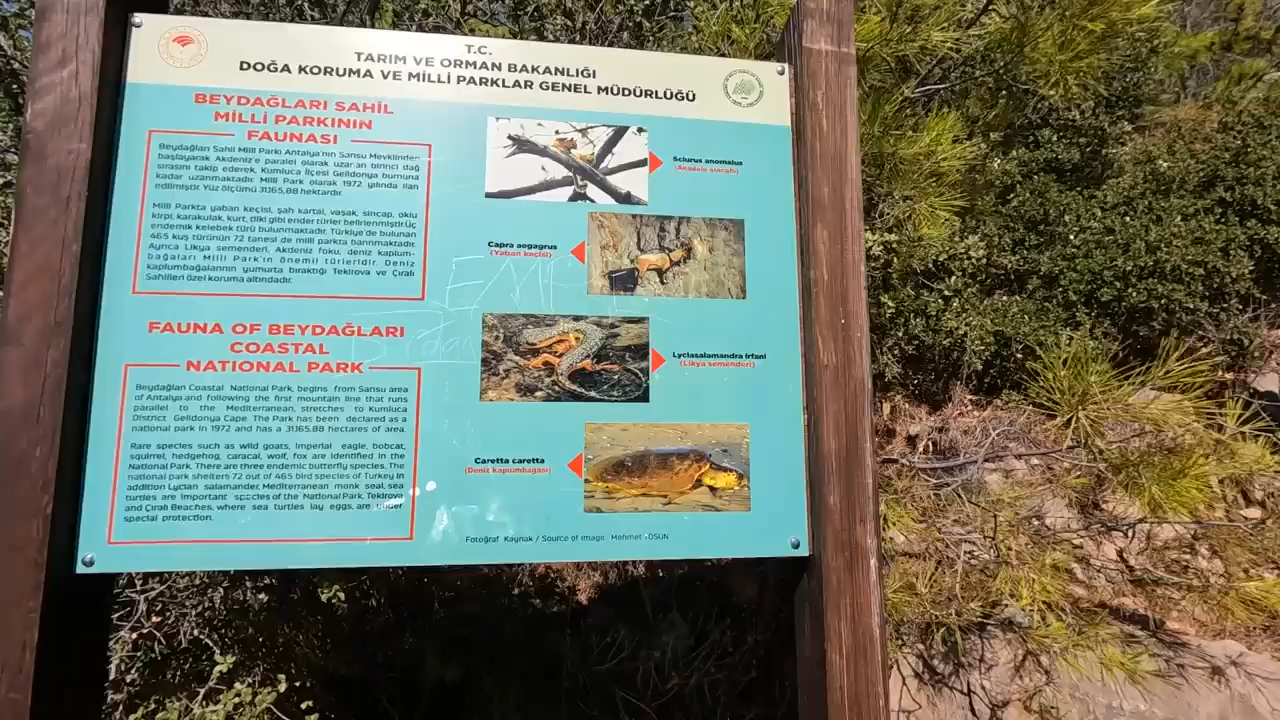 T.C.
TARIM VE ORMAN BAKANLIĞI
DOĞA KORUMA VE MİLLİ PARKLAR GENEL MÜDÜRLÜĞÜ
BEYDAĞLARI SAHİL
MİLLİ PARKININ
FAUNASI
Beydağları Sahil Milli Parkı Antalya'nın Sarısu Mevkiinden
başlayarak Akdeniz'e paralel olarak uzanan birinci dağ
sırasını takip ederek, Kumluca İlçesi Gelidonya burnuna
kadar uzanmaktadır. Milli Park olarak 1972 yılında ilan
edilmiştir. Yüz ölçümü 31.165,88 hektardır.
Milli Parkta yaban keçisi, şah kartal, vaşak, sincap, oklu
kirpi, karakulak, kurt, tilki gibi ender türler belirlenmiştir. Üç
endemik kelebek türü bulunmaktadır. Türkiye'de bulunan
465 kuş türünün 72 tanesi de milli parkta barınmaktadır.
Ayrıca Likya semenderi, Akdeniz foku, deniz kaplum-
bağaları Milli Park'ın önemli türleridir. Deniz
kaplumbağalarının yumurta bıraktığı Tekirova ve Çıralı
Sahilleri özel koruma altındadır.
FAUNA OF BEYDAĞLARI
COASTAL
NATIONAL PARK
Beydağları Coastal National Park, begins from Sarısu area
of Antalya and following the first mountain line that runs
parallel to the Mediterranean, stretches to Kumluca
District Gelidonya Cape. The Park has been declared as a
national park in 1972 and has a 31.165,88 hectares of area.
Rare species such as wild goats, Imperial eagle, bobcat,
squirrel, hedgehog, caracal, wolf, fox are identified in the
National Park. There are three endemic butterfly species. The
national park shelters 72 out of 465 bird species of Turkey. In
addition Lycian salamander, Mediterranean monk seal, sea
turtles are important species of the National Park. Tekirova
and Çıralı Beaches, where sea turtles lay eggs, are under
special protection.
Sciurus anomalus
(Anadolu sincabı)
Capra aegagrus
(Yaban keçisi)
Lyciasalamandra irfani
(Likya semenderi)
Caretta caretta
(Deniz kaplumbağası)
Fotoğraf Kaynak / Source of image : Mehmet